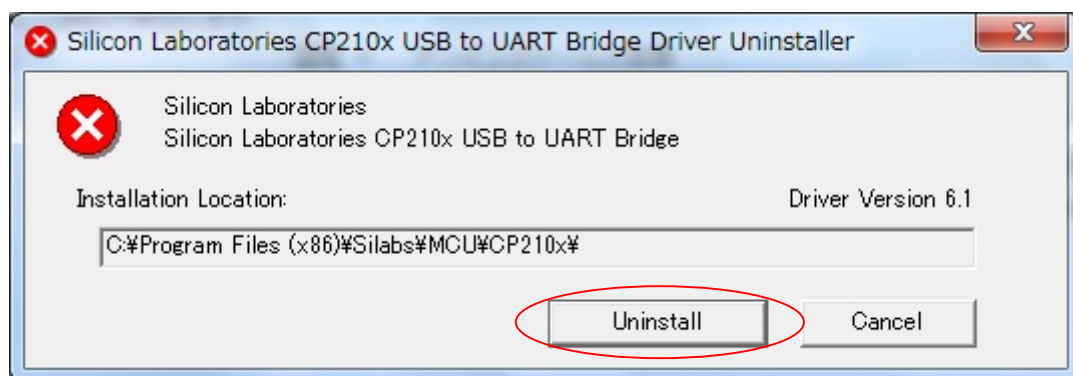 Silicon Laboratories CP210x USB to UART Bridge Driver Uninstaller
Silicon Laboratories
Silicon Laboratories CP210x USB to UART Bridge
Installation Location:
Driver Version 6.1
C:¥Program Files (x86)¥Silabs¥MCU¥CP210x¥
Uninstall
Cancel